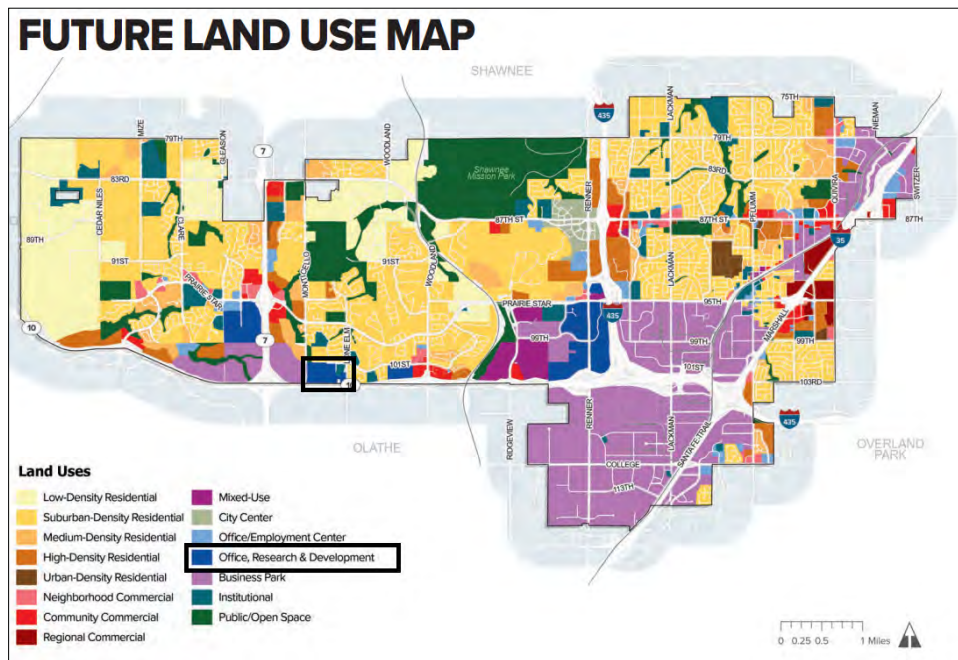 FUTURE LAND USE MAP
SHAWNEE
75TH
NIEMAN
LACKMAN
435
MIZE
79TH
GLEASON
7
WOODLAND
79TH
Shawnee
Mission Park
RENNER
83RD
83RD
QUIVIRA
SWITZER
CEDAR NILES
CLARE
PFLUMM
87TH ST
87TH ST
87TH
35
89TH
91ST
MONTICELLO
91ST
WOODLAND
LACKMAN
PRAIRIE STAR
PRAIRIE STAR
435
95TH
MARSHALL
10
7
LONE ELM
99TH
99TH
99TH
101ST
101ST
103RD
10
435
OLATHE
RIDGEVIEW
RENNER
LACKMAN
SANTA FE TRAIL
OVERLAND
PARK
COLLEGE
113TH
Land Uses
Low-Density Residential
Suburban-Density Residential
Medium-Density Residential
High-Density Residential
Urban-Density Residential
Neighborhood Commercial
Community Commercial
Regional Commercial
Mixed-Use
City Center
Office/Employment Center
Office, Research & Development
Business Park
Institutional
Public/Open Space
0 0.25 0.5 1 Miles